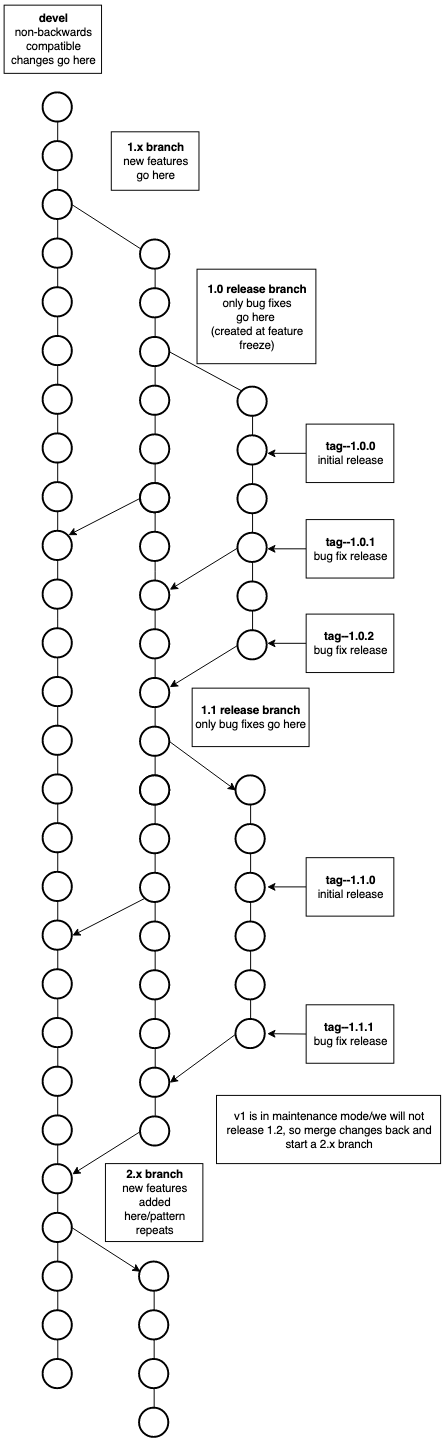 devel
non-backwards
compatible
changes go here
1.x branch
new features
go here
1.0 release branch
only bug fixes
go here
(created at feature
freeze)
tag--1.0.0
initial release
tag--1.0.1
bug fix release
tag–1.0.2
bug fix release
1.1 release branch
only bug fixes go here
tag--1.1.0
initial release
tag–1.1.1
bug fix release
v1 is in maintenance mode/we will not
release 1.2, so merge changes back and
start a 2.x branch
2.x branch
new features
added
here/pattern
repeats